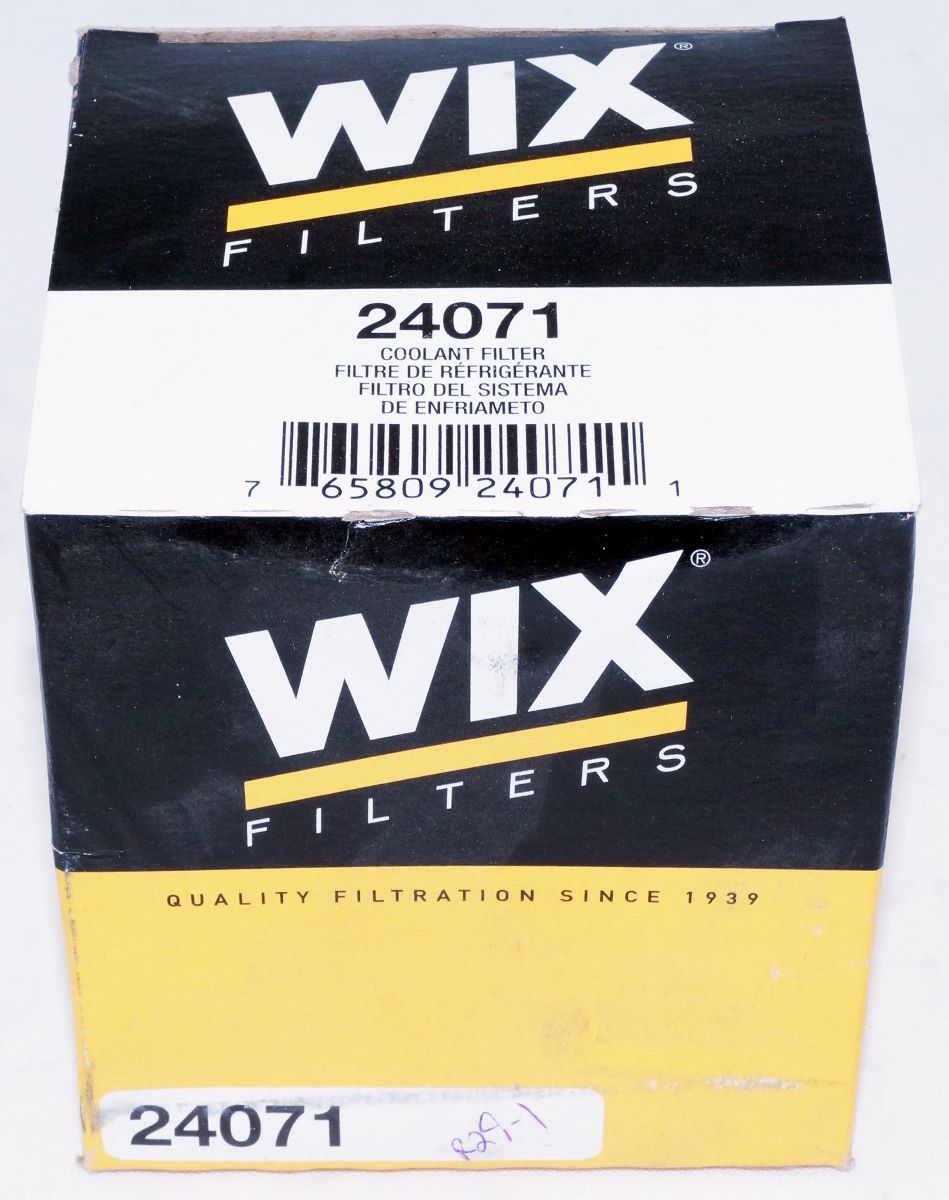 WIX®
FILTERS
24071
COOLANT FILTER
FILTRE DE RÉFRIGÉRANTE
FILTRO DEL SISTEMA
DE ENFRIAMETO
7 65809 24071 1
WIX®
FILTERS
QUALITY FILTRATION SINCE 1939
24071